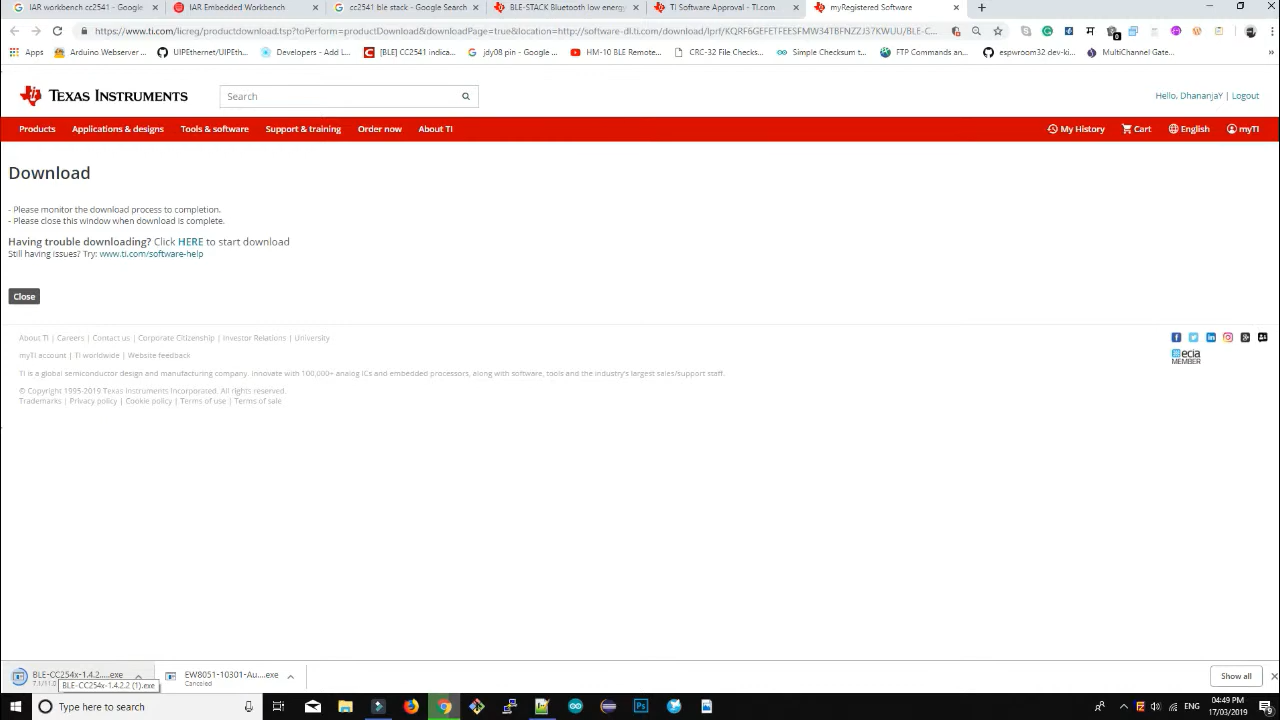 IAR workbench cc2541 - Google
IAR Embedded Workbench
cc2541 ble stack - Google Search
BLE-STACK Bluetooth low energy
TI Software Approval - TI.com
myRegistered Software
https://www.ti.com/licreg/productdownload.tsp?toPerform=productDownload&downloadPage=true&location=http://software-dl.ti.com/download/lprf/KQRF6GEFETFEESFMW34TBFNZZJ37KWUU/BLE-C...
Apps
Arduino Webserver ...
UIPEthernet/UIPEth...
Developers - Add L...
[BLE] CC2541 indica...
jdy08 pin - Google ...
HM-10 BLE Remote...
CRC-32 File Checks...
Simple Checksum t...
FTP Commands an...
espwroom32 dev-ki...
MultiChannel Gate...
TEXAS INSTRUMENTS
Search
Hello, DhananjaY | Logout
Products
Applications & designs
Tools & software
Support & training
Order now
About TI
My History
Cart
English
myTI
Download
- Please monitor the download process to completion.
- Please close this window when download is complete.
Having trouble downloading? Click HERE to start download
Still having issues? Try: www.ti.com/software-help
Close
About TI | Careers | Contact us | Corporate Citizenship | Investor Relations | University
myTI account | TI worldwide | Website feedback
TI is a global semiconductor design and manufacturing company. Innovate with 100,000+ analog ICs and embedded processors, along with software, tools and the industry's largest sales/support staff.
© Copyright 1995-2019 Texas Instruments Incorporated. All rights reserved.
Trademarks | Privacy policy | Cookie policy | Terms of use | Terms of sale
ecia
MEMBER
BLE-CC254x-1.4.2....exe
BLE-CC254x-1.4.2.2 (1).exe
EW8051-10301-Au....exe
Canceled
Show all
Type here to search
ENG
04:49 PM
17/03/2019